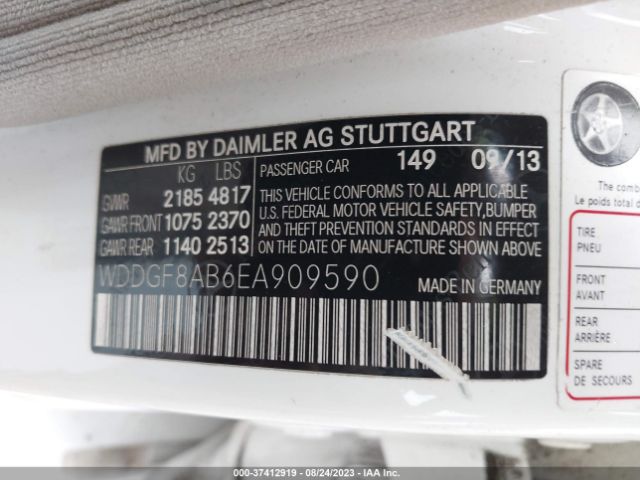 MFD BY DAIMLER AG STUTTGART
KG LBS
PASSENGER CAR 149 09/13
GVWR 2185 4817
GAWR FRONT 1075 2370
GAWR REAR 1140 2513
THIS VEHICLE CONFORMS TO ALL APPLICABLE
U.S. FEDERAL MOTOR VEHICLE SAFETY,BUMPER
AND THEFT PREVENTION STANDARDS IN EFFECT
ON THE DATE OF MANUFACTURE SHOWN ABOVE.
WDDGF8AB6EA909590
MADE IN GERMANY
The comb
Le poids total d
TIRE
PNEU
FRONT
AVANT
REAR
ARRIÈRE
SPARE
DE SECOURS
000-37412919 - 08/24/2023 - IAA Inc.